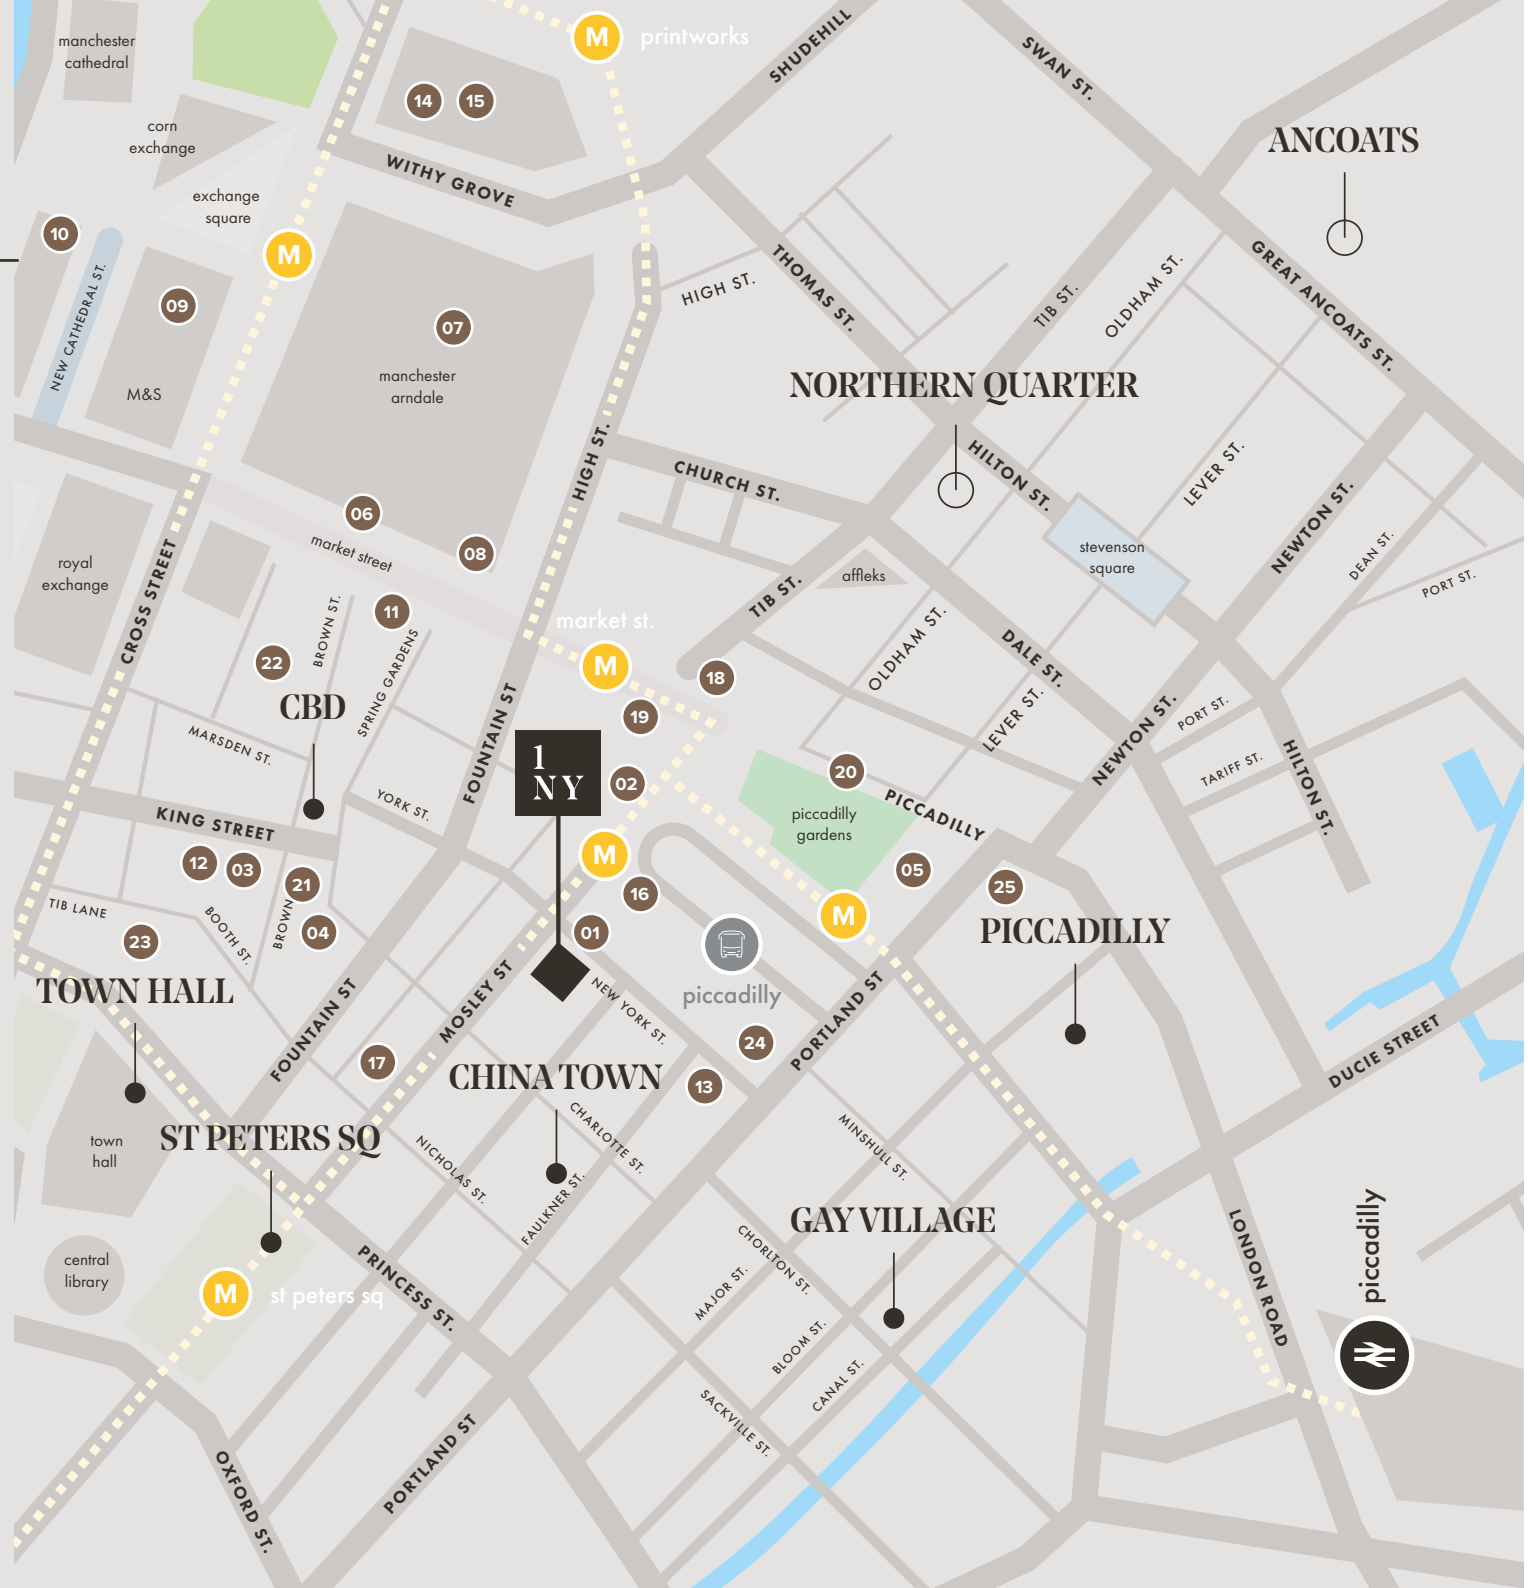 M
printworks
SHUDEHILL
SWAN ST.
manchester
cathedral
14
15
corn
exchange
ANCOATS
WITHY GROVE
exchange
square
10
M
THOMAS ST.
HIGH ST.
TIB ST.
OLDHAM ST.
GREAT ANCOATS ST.
NEW CATHEDRAL ST.
09
07
manchester
arndale
M&S
NORTHERN QUARTER
HIGH ST.
CHURCH ST.
HILTON ST.
LEVER ST.
NEWTON ST.
06
market street
08
stevenson
square
DEAN ST.
PORT ST.
royal
exchange
CROSS STREET
affleks
TIB ST.
11
BROWN ST.
SPRING GARDENS
market st.
M
OLDHAM ST.
DALE ST.
22
CBD
18
19
LEVER ST.
NEWTON ST.
PORT ST.
MARSDEN ST.
FOUNTAIN ST
1
NY
02
20
TARIFF ST.
HILTON ST.
YORK ST.
piccadilly
gardens
PICCADILLY
KING STREET
M
12
03
21
16
05
25
TIB LANE
BOOTH ST.
BROWN
04
01
M
PICCADILLY
23
TOWN HALL
FOUNTAIN ST
MOSLEY ST
NEW YORK ST.
piccadilly
PORTLAND ST
24
17
CHINA TOWN
13
DUCIE STREET
town
hall
ST PETERS SQ
NICHOLAS ST.
CHARLOTTE ST.
FAULKNER ST.
MINSHULL ST.
GAY VILLAGE
central
library
M
st peters sq
PRINCESS ST.
CHORLTON ST.
MAJOR ST.
BLOOM ST.
CANAL ST.
SACKVILLE ST.
LONDON ROAD
piccadilly
OXFORD ST.
PORTLAND ST